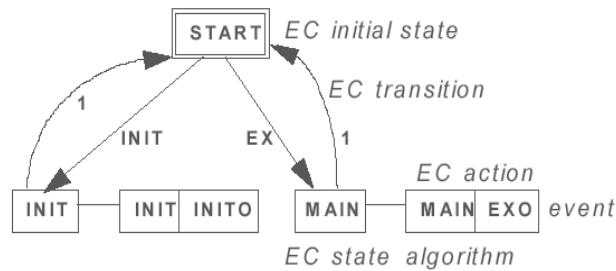 START EC initial state
EC transition
1 INIT EX 1
EC action
INIT INIT INITO MAIN MAIN EXO event
EC state algorithm